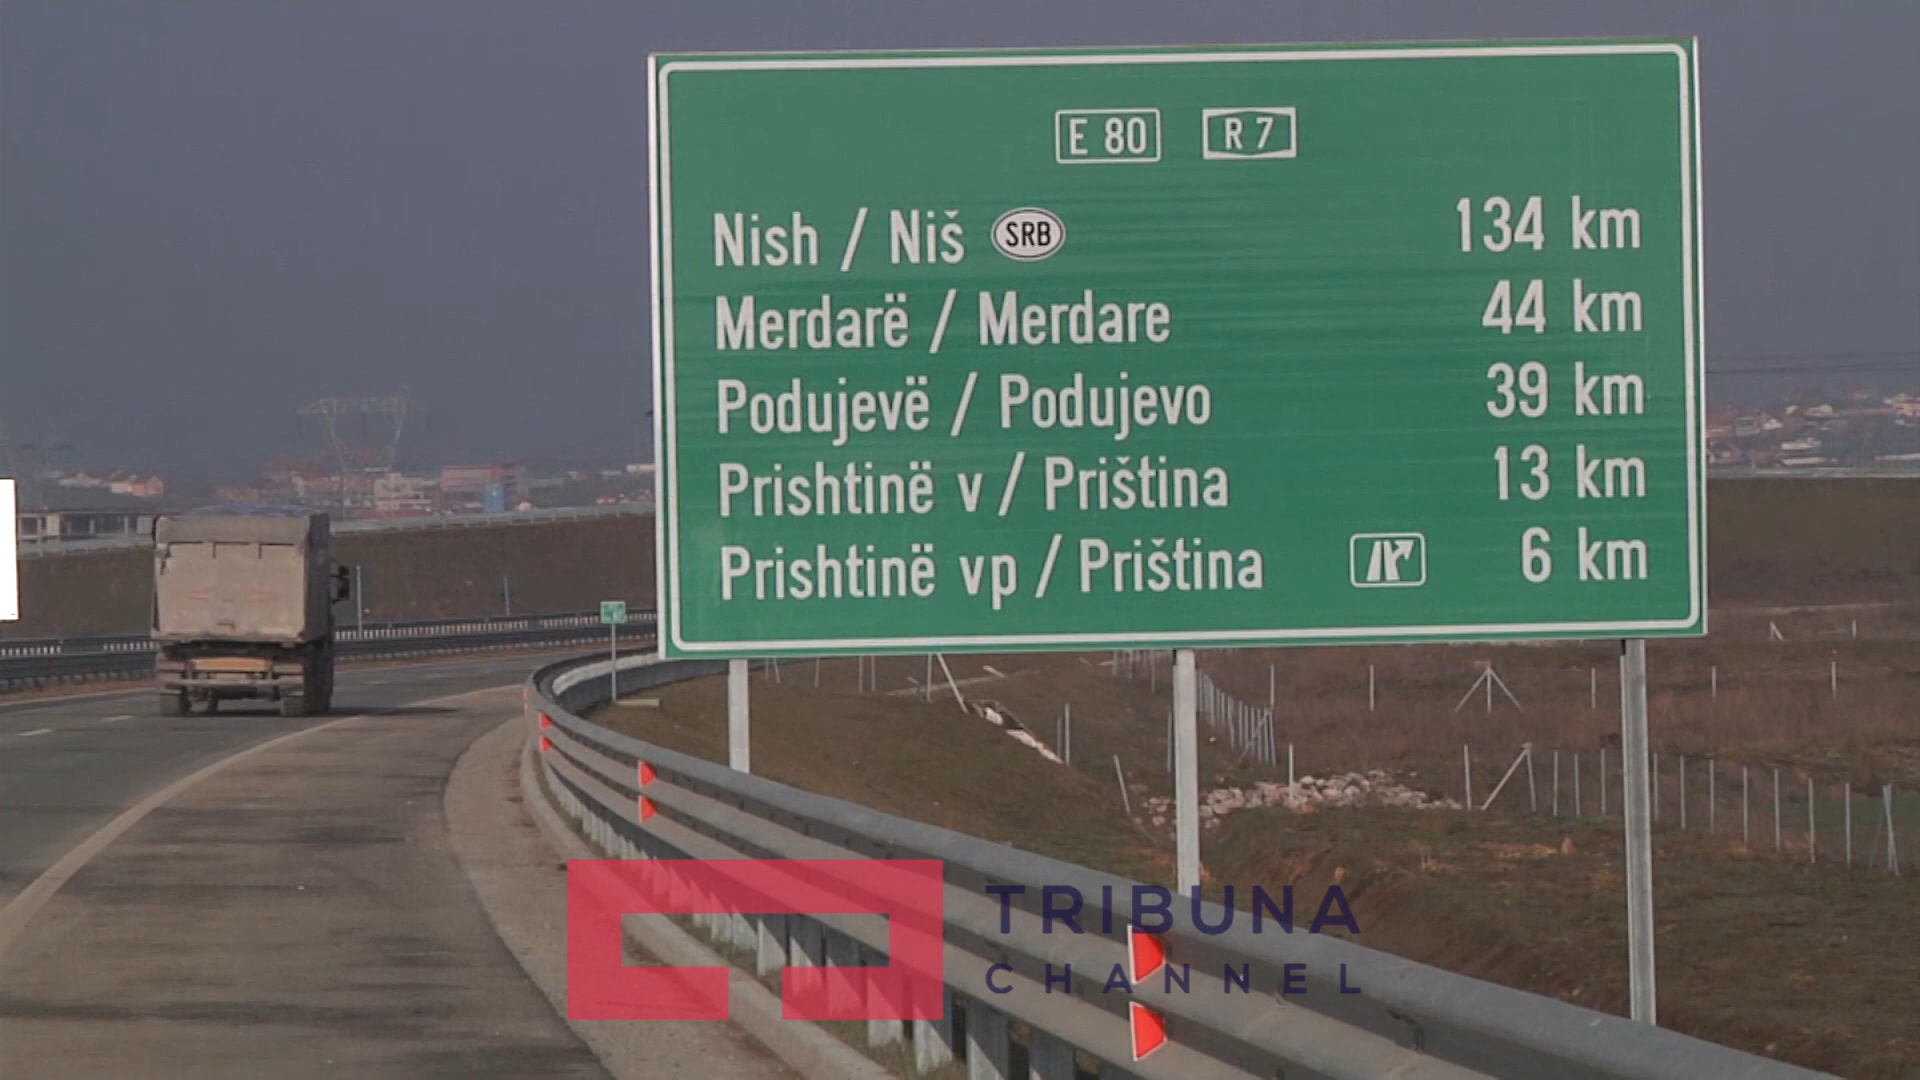 E 80 R 7
Nish / Niš SRB 134 km
Merdarë / Merdare 44 km
Podujevë / Podujevo 39 km
Prishtinë v / Priština 13 km
Prishtinë vp / Priština 6 km
TRIBUNA
CHANNEL